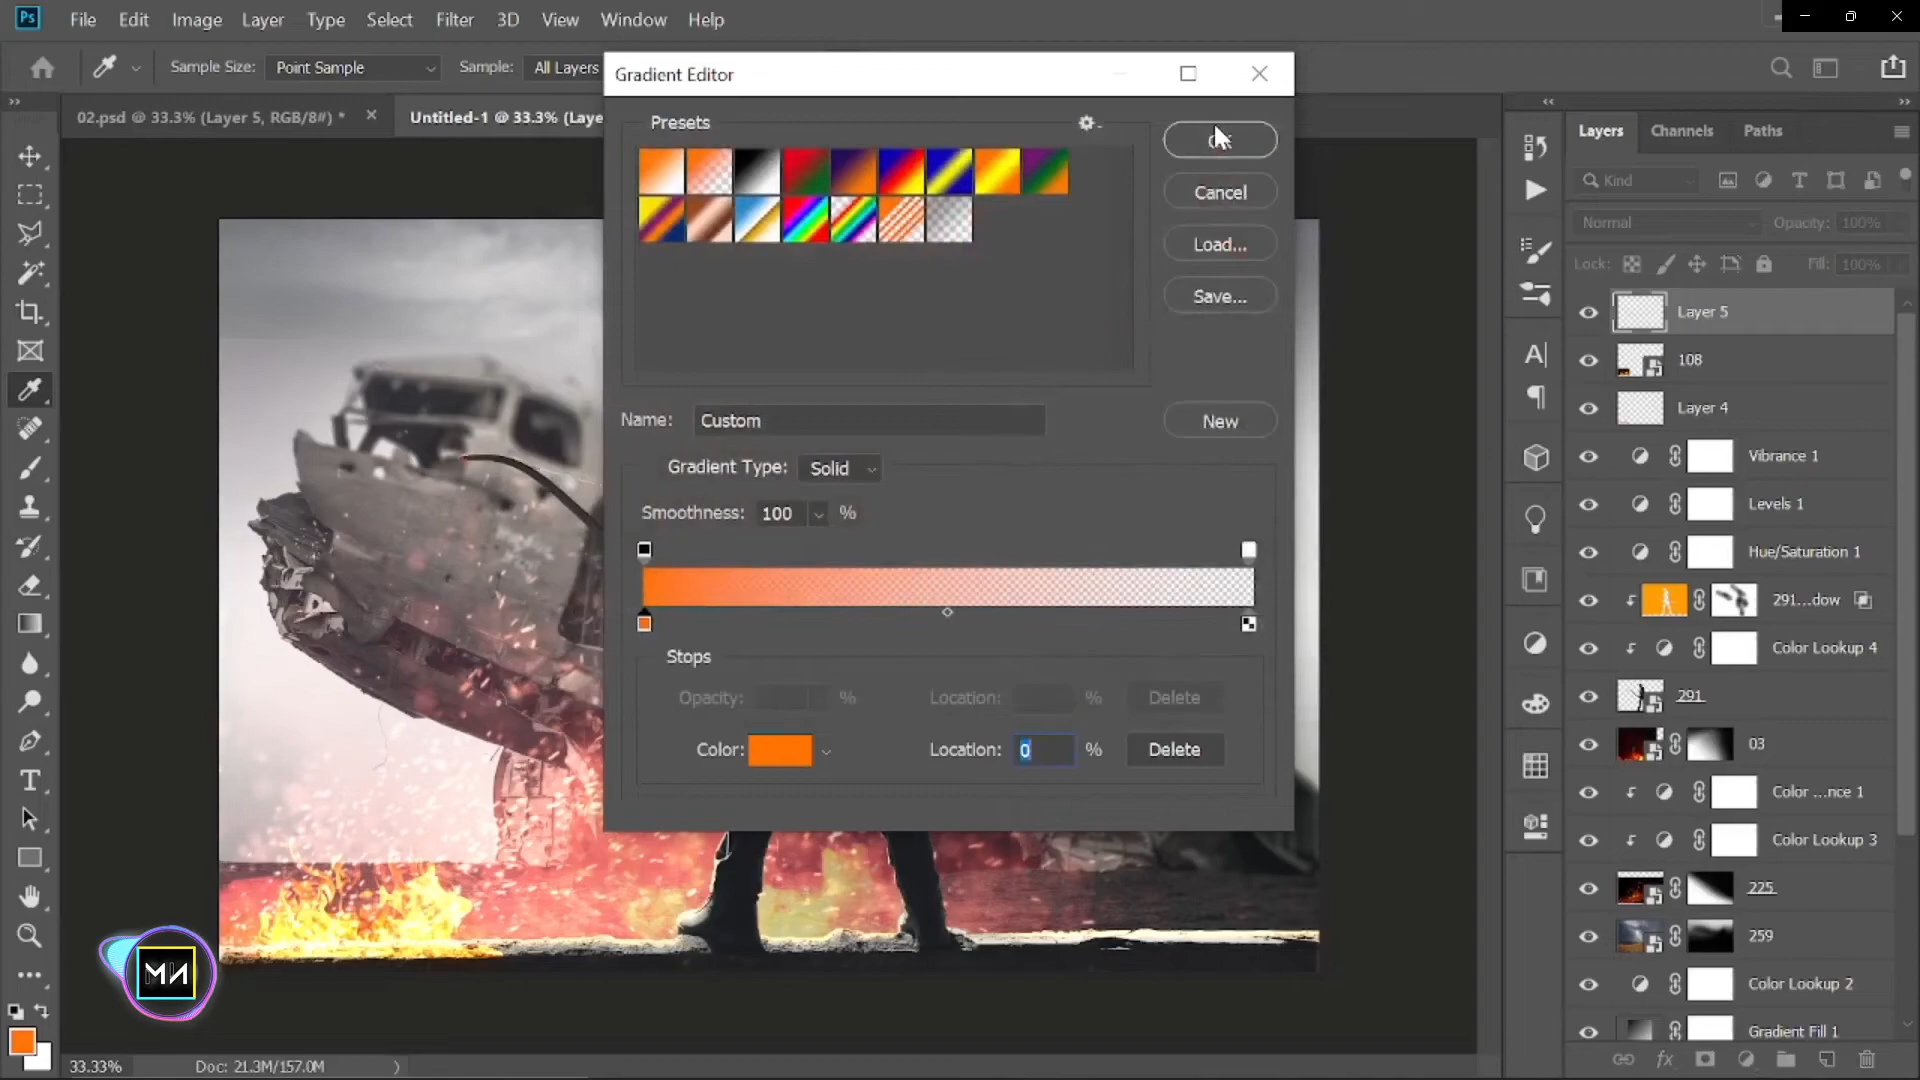 Ps File Edit Image Layer Type Select Filter 3D View Window Help
Sample Size: Point Sample Sample: All Layers
Gradient Editor
02.psd @ 33.3% (Layer 5, RGB/8#) *
Untitled-1 @ 33.3% (Laye
Presets
Cancel
Load...
Save...
Name: Custom
New
Gradient Type: Solid
Smoothness: 100 %
Stops
Opacity: % Location: % Delete
Color: Location: 0 % Delete
Layers Channels Paths
Kind
Normal Opacity: 100%
Lock: Fill: 100%
Layer 5
108
Layer 4
Vibrance 1
Levels 1
Hue/Saturation 1
291...dow
Color Lookup 4
291
03
Color ...nce 1
Color Lookup 3
225
259
Color Lookup 2
Gradient Fill 1
fx
33.33% Doc: 21.3M/157.0M